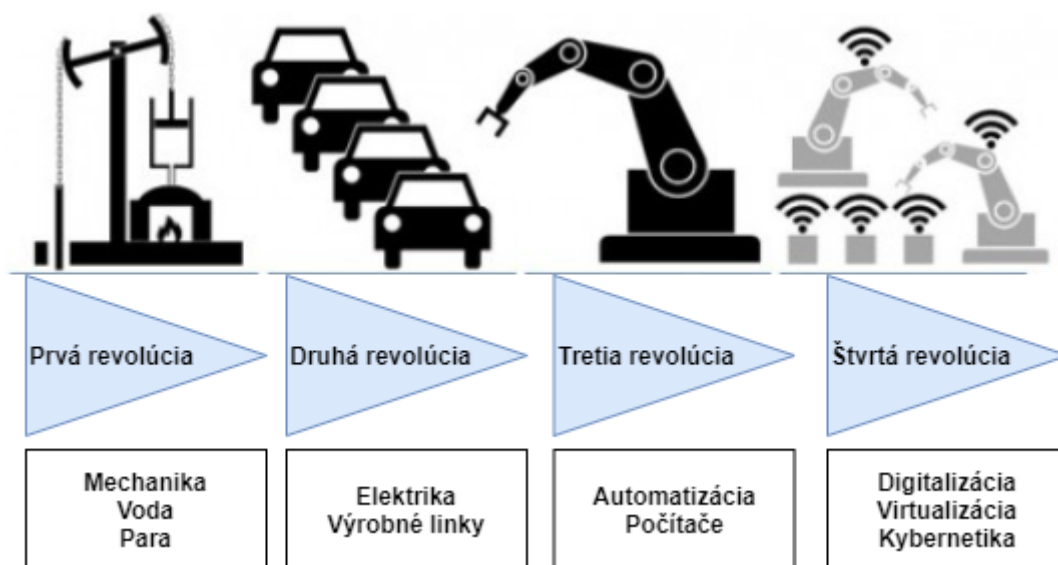 Prvá revolúcia
Druhá revolúcia
Tretia revolúcia
Štvrtá revolúcia
Mechanika
Voda
Para
Elektrika
Výrobné linky
Automatizácia
Počítače
Digitalizácia
Virtualizácia
Kybernetika